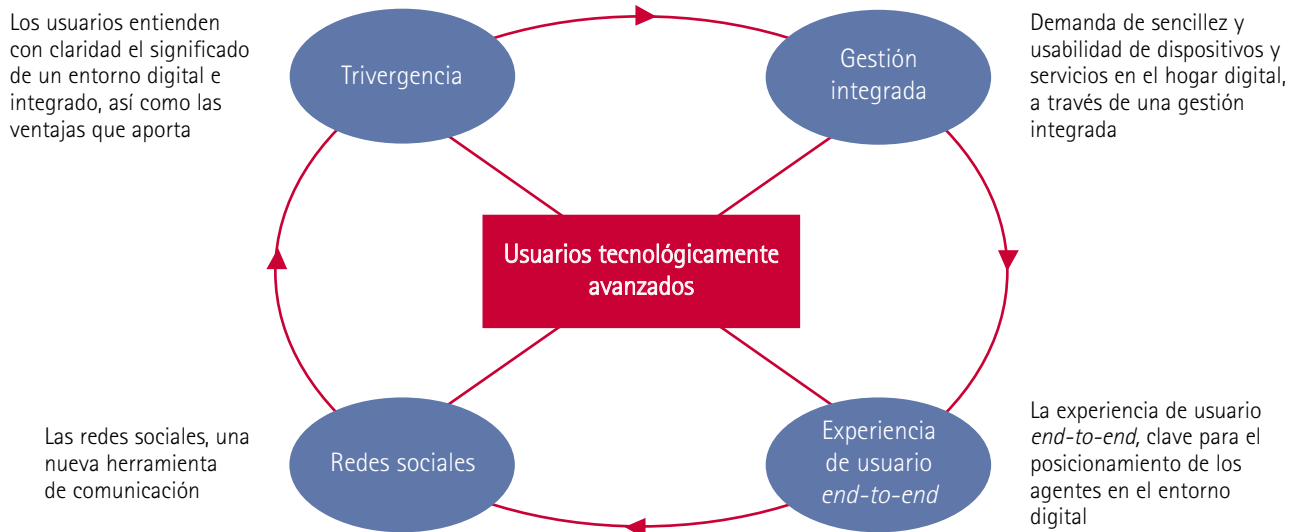 Los usuarios entienden
con claridad el significado
de un entorno digital e
integrado, así como las
ventajas que aporta
Trivergencia
Gestión
integrada
Demanda de sencillez y
usabilidad de dispositivos y
servicios en el hogar digital,
a través de una gestión
integrada
Usuarios tecnológicamente
avanzados
Las redes sociales, una
nueva herramienta
de comunicación
Redes sociales
Experiencia
de usuario
end-to-end
La experiencia de usuario
end-to-end, clave para el
posicionamiento de los
agentes en el entorno
digital